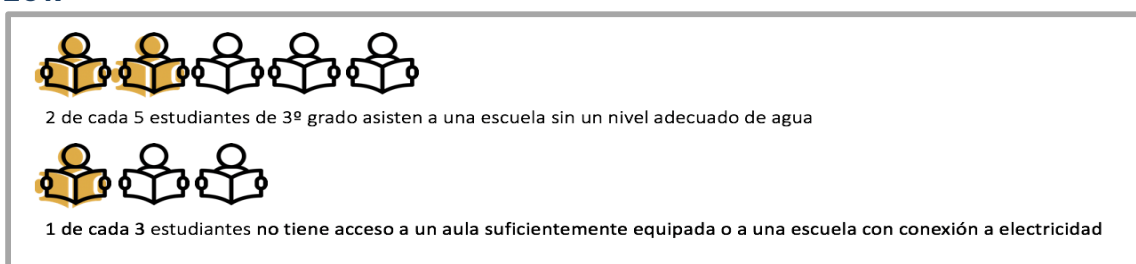 2 de cada 5 estudiantes de 3º grado asisten a una escuela sin un nivel adecuado de agua
1 de cada 3 estudiantes no tiene acceso a un aula suficientemente equipada o a una escuela con conexión a electricidad